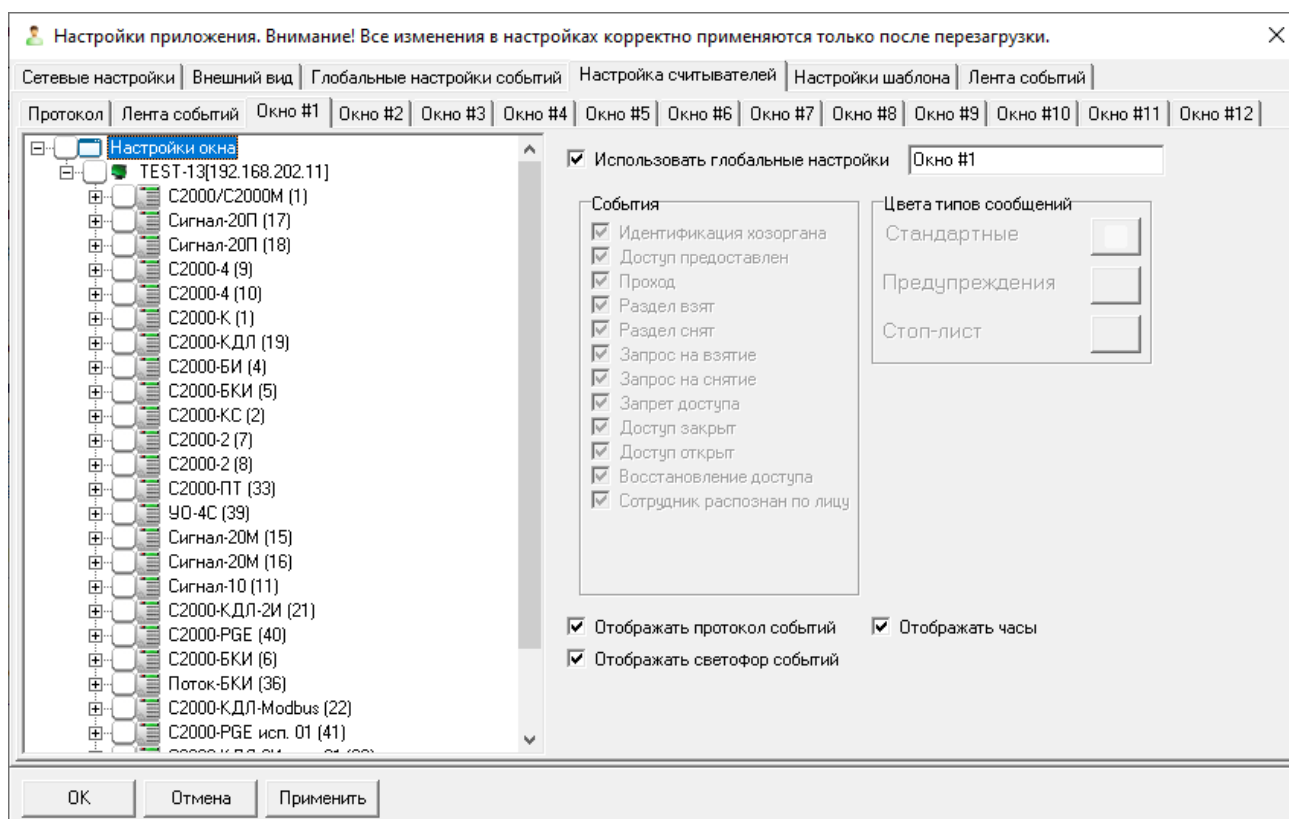 Настройки приложения. Внимание! Все изменения в настройках корректно применяются только после перезагрузки.
Сетевые настройки Внешний вид Глобальные настройки событий Настройка считывателей Настройки шаблона Лента событий
Протокол Лента событий Окно #1 Окно #2 Окно #3 Окно #4 Окно #5 Окно #6 Окно #7 Окно #8 Окно #9 Окно #10 Окно #11 Окно #12
Настройки окна
TEST-13[192.168.202.11]
С2000/С2000М (1)
Сигнал-20П (17)
Сигнал-20П (18)
С2000-4 (9)
С2000-4 (10)
С2000-К (1)
С2000-КДЛ (19)
С2000-БИ (4)
С2000-БКИ (5)
С2000-КС (2)
С2000-2 (7)
С2000-2 (8)
С2000-ПТ (33)
УО-4С (39)
Сигнал-20М (15)
Сигнал-20М (16)
Сигнал-10 (11)
С2000-КДЛ-2И (21)
С2000-PGE (40)
С2000-БКИ (6)
Поток-БКИ (36)
С2000-КДЛ-Modbus (22)
С2000-PGE исп. 01 (41)
Использовать глобальные настройки
Окно #1
События
Идентификация хозоргана
Доступ предоставлен
Проход
Раздел взят
Раздел снят
Запрос на взятие
Запрос на снятие
Запрет доступа
Доступ закрыт
Доступ открыт
Восстановление доступа
Сотрудник распознан по лицу
Цвета типов сообщений
Стандартные
Предупреждения
Стоп-лист
Отображать протокол событий
Отображать часы
Отображать светофор событий
OK Отмена Применить